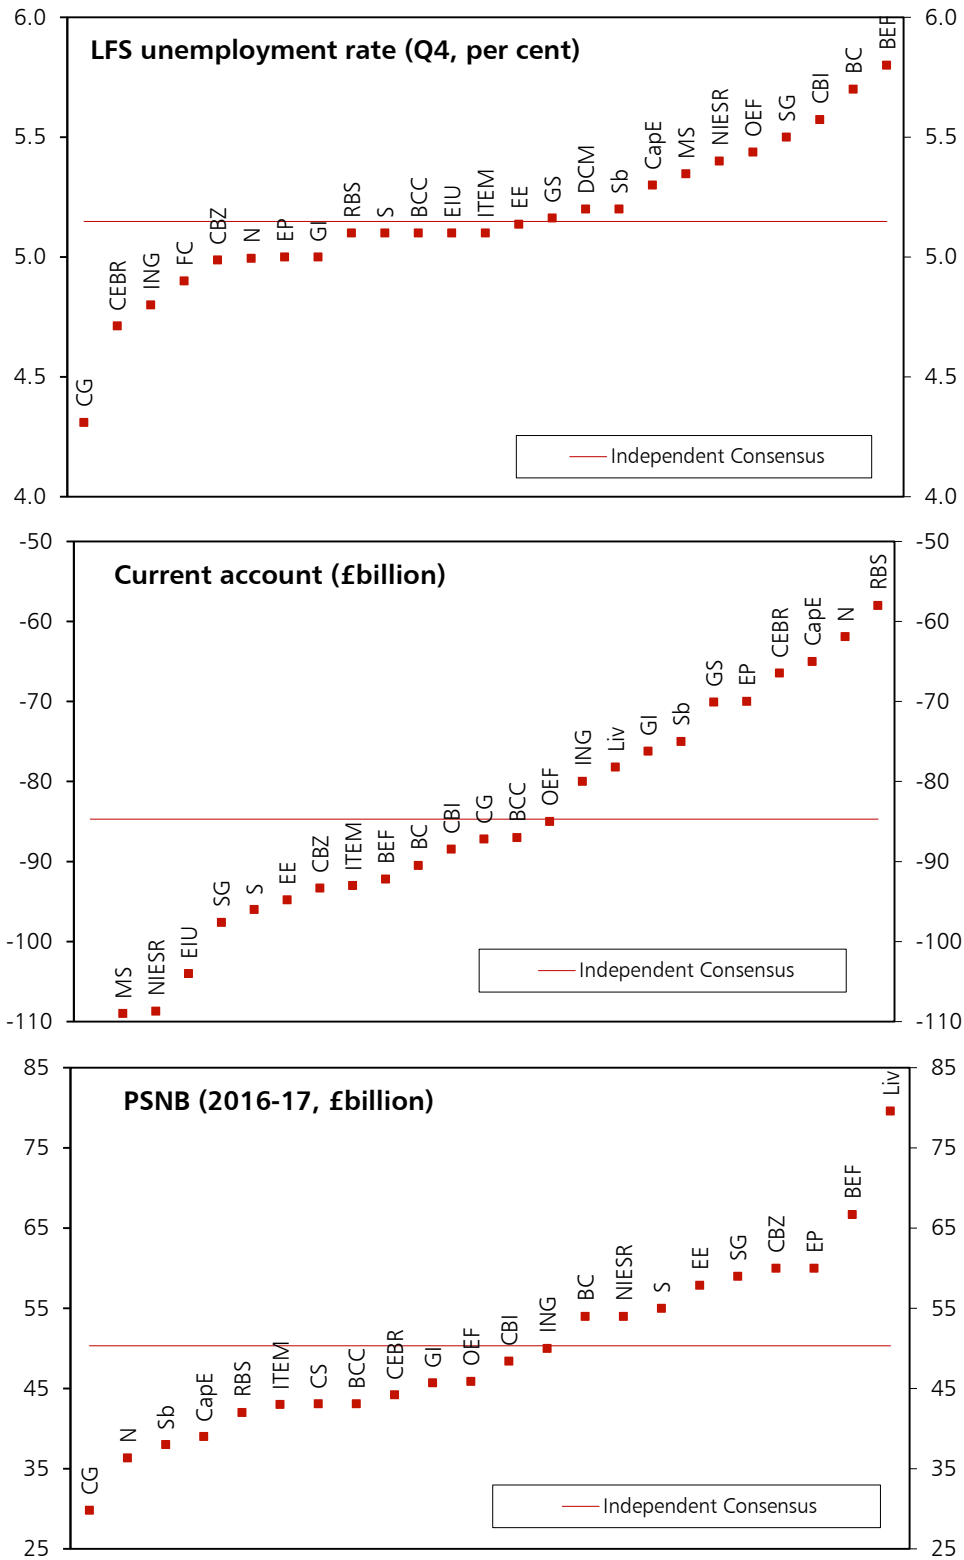 LFS unemployment rate (Q4, per cent)
6.0
5.5
5.0
4.5
4.0
6.0
5.5
5.0
4.5
4.0
CG
CEBR
ING
FC
CBZ
N
EP
GI
RBS
S
BCC
EIU
ITEM
EE
GS
DCM
Sb
CapE
MS
NIESR
OEF
SG
CBI
BC
BEF
Independent Consensus
Current account (£billion)
-50
-60
-70
-80
-90
-100
-110
-50
-60
-70
-80
-90
-100
-110
MS
NIESR
EIU
SG
S
EE
CBZ
ITEM
BEF
BC
CBI
CG
BCC
OEF
ING
Liv
GI
Sb
GS
EP
CEBR
CapE
N
RBS
Independent Consensus
PSNB (2016-17, £billion)
85
75
65
55
45
35
25
85
75
65
55
45
35
25
CG
N
Sb
CapE
RBS
ITEM
CS
BCC
CEBR
GI
OEF
CBI
ING
BC
NIESR
S
EE
SG
CBZ
EP
BEF
Liv
Independent Consensus